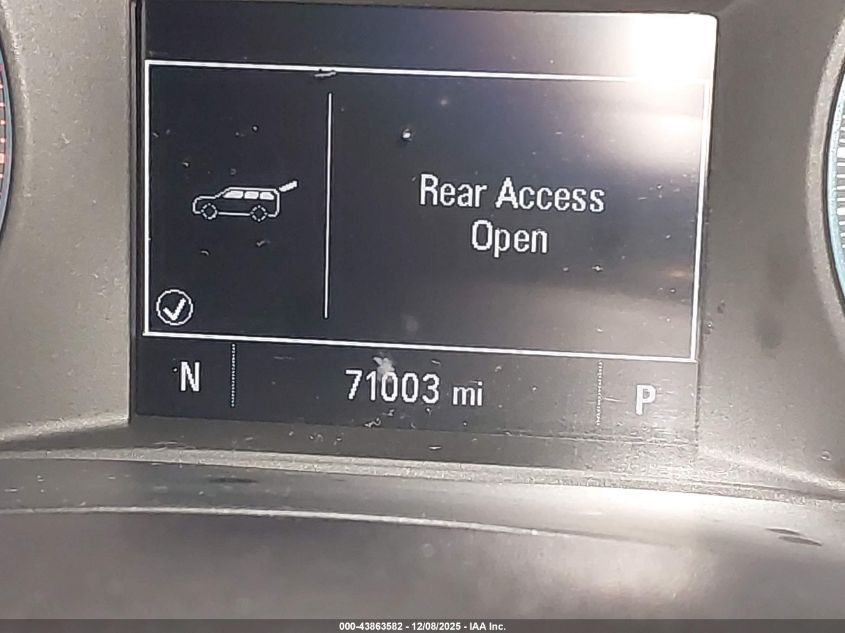 Rear Access
Open
N
71003 mi
P
000-43863582 - 12/08/2025 - IAA Inc.